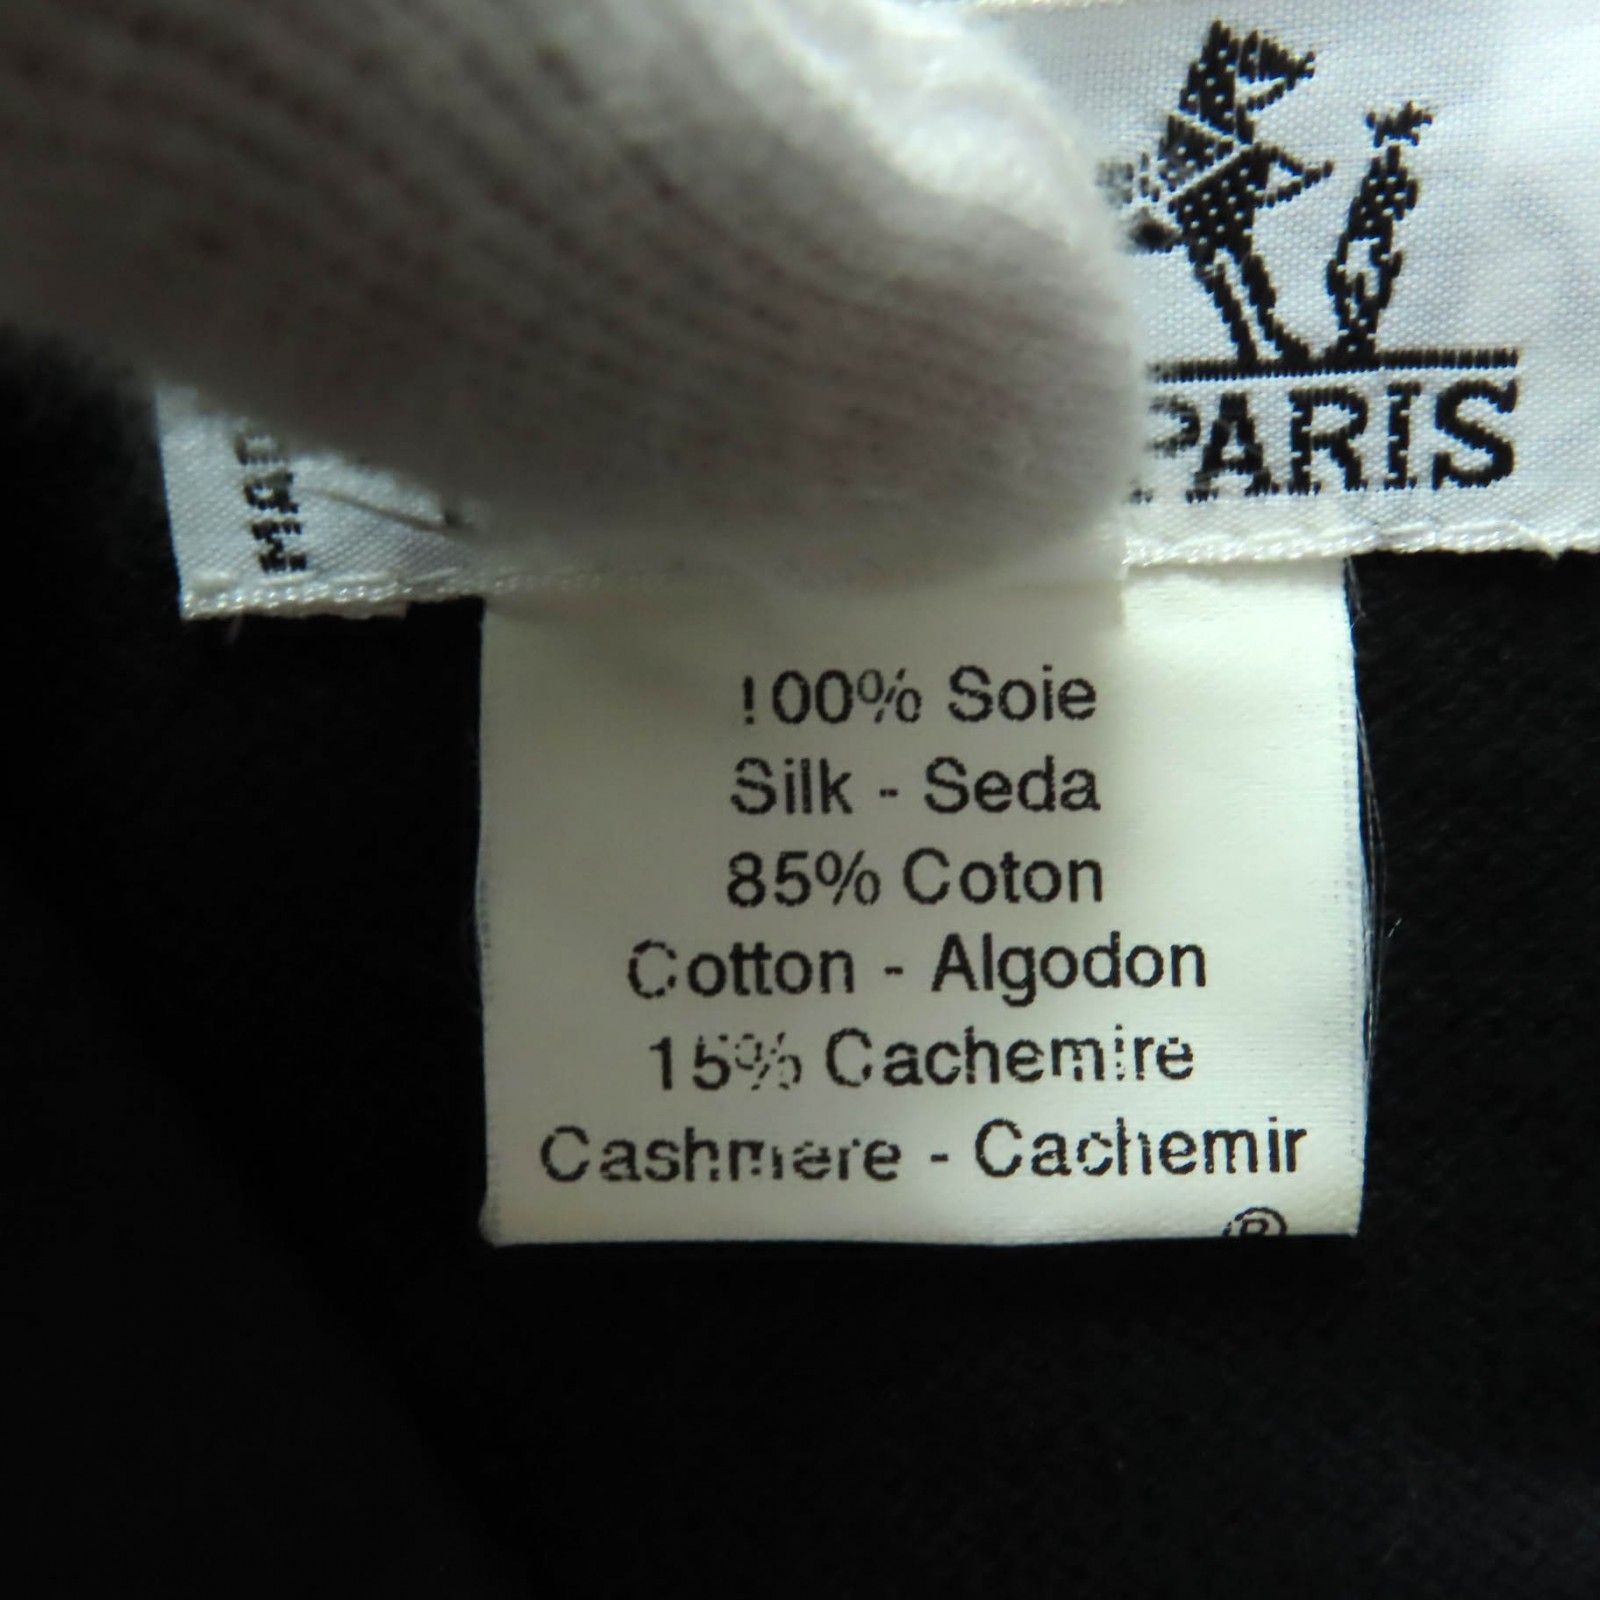 PARIS
100% Soie
Silk - Seda
85% Coton
Cotton - Algodon
15% Cachemire
Cashmere - Cachemir
®